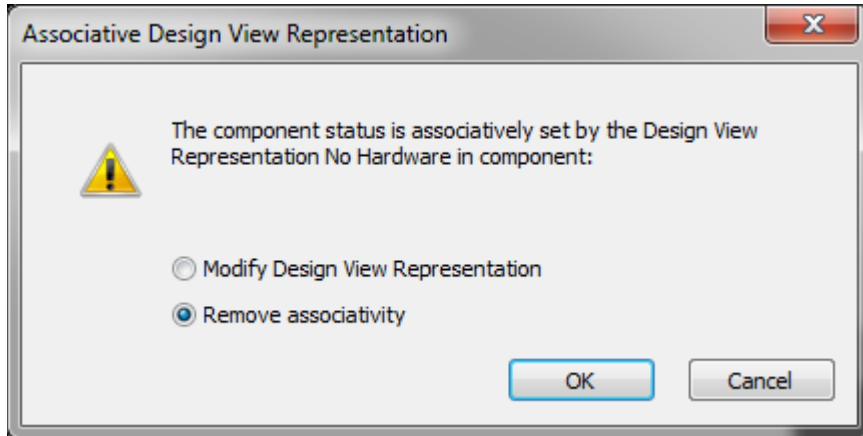 Associative Design View Representation
The component status is associatively set by the Design View
Representation No Hardware in component:
Modify Design View Representation
Remove associativity
OK Cancel